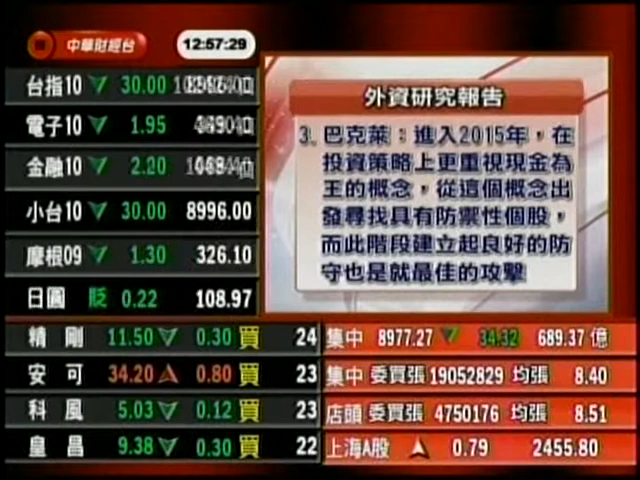 中華財經台
12:57:29
台指10 30.00
電子10 1.95
金融10 2.20
小台10 30.00 8996.00
摩根09 1.30 326.10
日圓 貶 0.22 108.97
外資研究報告
3. 巴克萊：進入2015年，在
投資策略上更重視現金為
王的概念，從這個概念出
發尋找具有防禦性個股，
而此階段建立起良好的防
守也是就最佳的攻擊
精剛 11.50 0.30 買 24
安可 34.20 0.80 買 23
科風 5.03 0.12 買 23
皇昌 9.38 0.30 買 22
集中 8977.27 34.32 689.37 億
集中 委買張 19052829 均張 8.40
店頭 委買張 4750176 均張 8.51
上海A股 0.79 2455.80